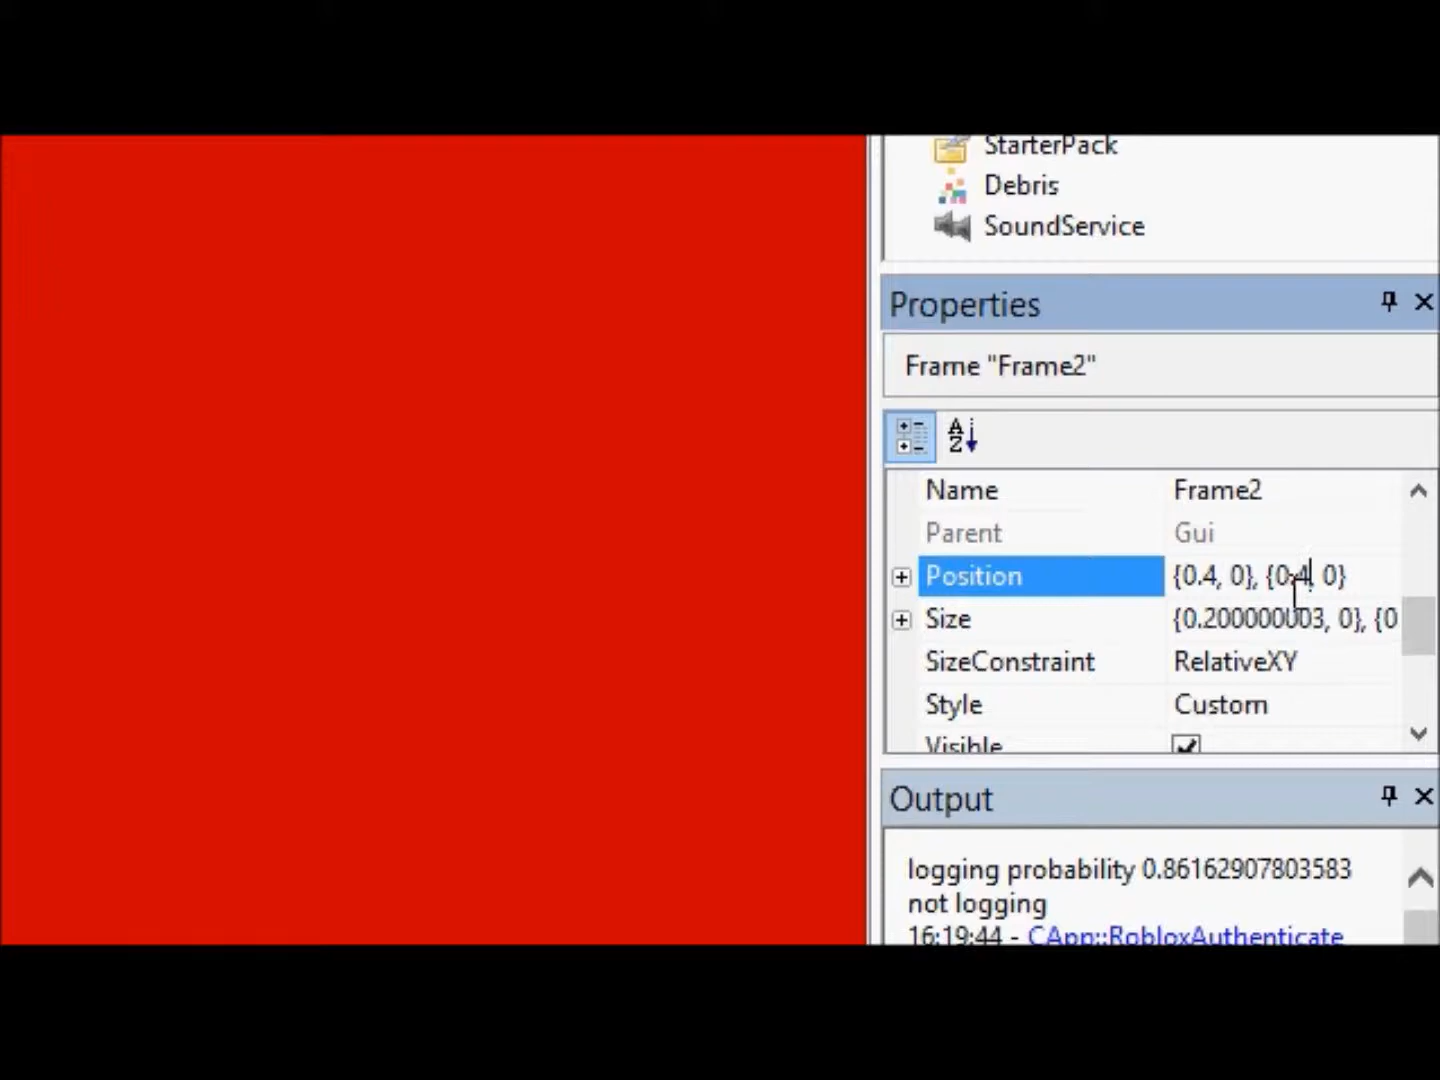 StarterPack
Debris
SoundService
Properties
Frame "Frame2"
Name Frame2
Parent Gui
Position {0.4, 0}, {0.4, 0}
Size {0.200000003, 0}, {0
SizeConstraint RelativeXY
Style Custom
Visible
Output
logging probability 0.86162907803583
not logging
16:19:44 - CApp::RobloxAuthenticate